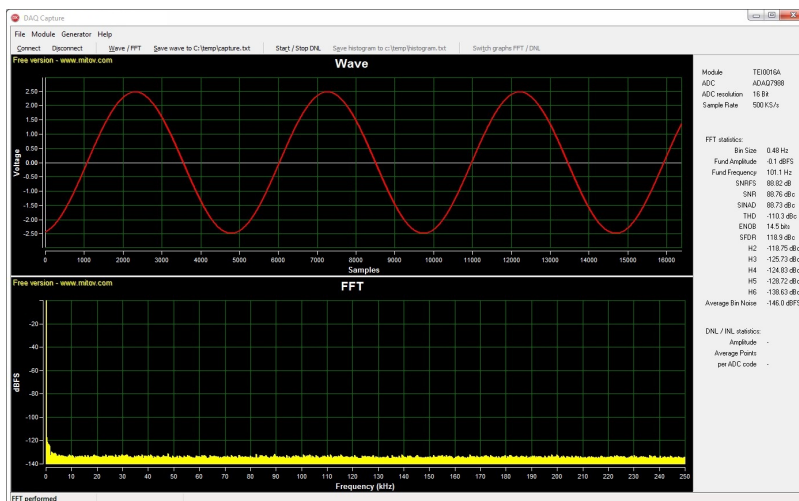 DAQ Capture
File Module Generator Help
Connect Disconnect Wave / FFT Save wave to C:\temp\capture.txt Start / Stop DNL Save histogram to c:\temp\histogram.txt Switch graphs FFT / DNL
Free version - www.mitov.com
Wave
Voltage
2.50
2.00
1.50
1.00
0.50
0.00
-0.50
-1.00
-1.50
-2.00
-2.50
0 1000 2000 3000 4000 5000 6000 7000 8000 9000 10000 11000 12000 13000 14000 15000 16000
Samples
Free version - www.mitov.com
FFT
dBFS
-20
-40
-60
-80
-100
-120
-140
0 10 20 30 40 50 60 70 80 90 100 110 120 130 140 150 160 170 180 190 200 210 220 230 240 250
Frequency (kHz)
Module TEI0016A
ADC ADAQ7988
ADC resolution 16 Bit
Sample Rate 500 KS/s
FFT statistics:
Bin Size 0.48 Hz
Fund Amplitude -0.1 dBFS
Fund Frequency 101.1 Hz
SNRFS 88.82 dB
SNR 88.76 dBc
SINAD 88.73 dBc
THD -110.3 dBc
ENOB 14.5 bits
SFDR 118.9 dBc
H2 -118.75 dBc
H3 -125.73 dBc
H4 -124.83 dBc
H5 -128.72 dBc
H6 -138.63 dBc
Average Bin Noise -146.0 dBFS
DNL / INL statistics:
Amplitude -
Average Points
per ADC code -
FFT performed